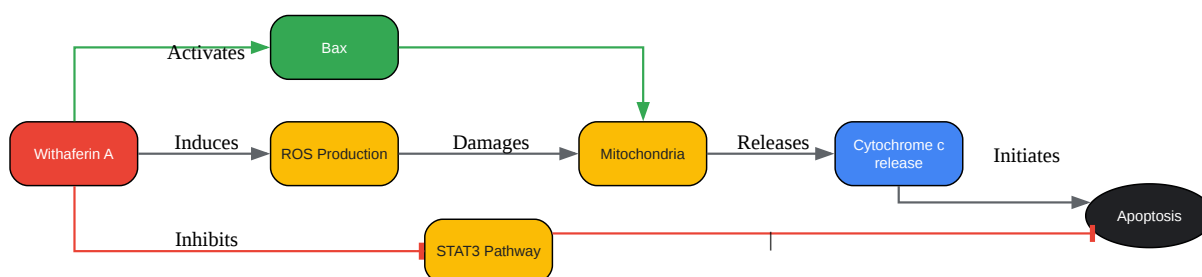 Bax
Activates
Withaferin A
Induces
ROS Production
Damages
Mitochondria
Releases
Cytochrome c
release
Initiates
Apoptosis
Inhibits
STAT3 Pathway